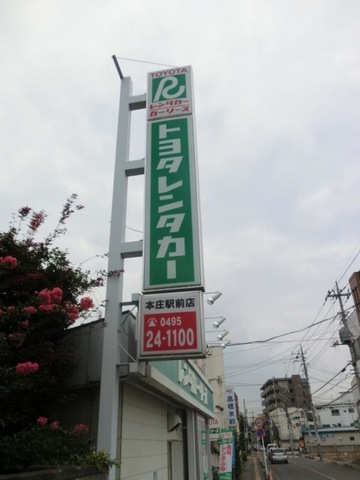 TOYOTA
R
レンタカー
カーリース
トヨタレンタカー
本庄駅前店
☎0495
24-1100